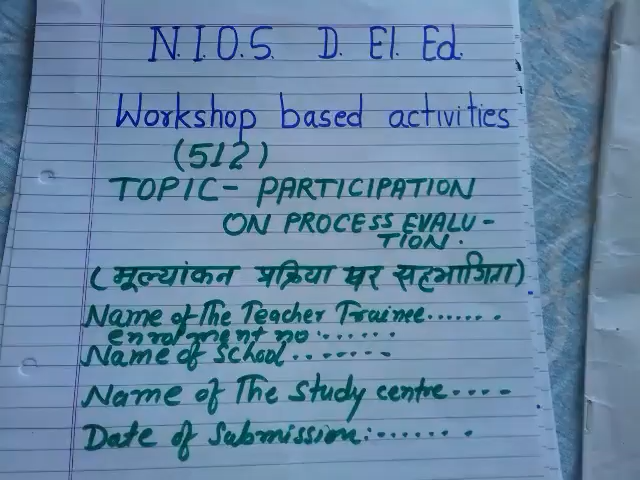 N.I.O.S. D. El. Ed.
Workshop based activities
(512)
TOPIC- PARTICIPATION
ON PROCESS EVALU-
TION.
(मूल्यांकन प्रक्रिया पर सहभागिता)
Name of The Teacher Trainee.......
enrolment no:......
Name of School.......
Name of The Study centre....
Date of Submission:.......